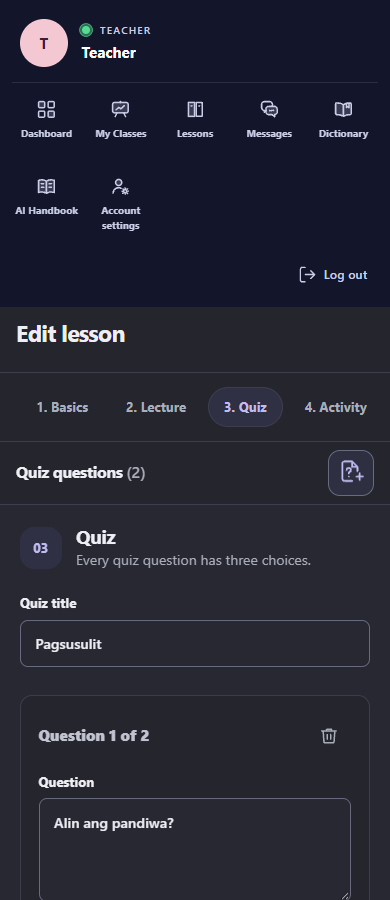 T
TEACHER
Teacher
Dashboard
My Classes
Lessons
Messages
Dictionary
AI Handbook
Account
settings
Log out
Edit lesson
1. Basics
2. Lecture
3. Quiz
4. Activity
Quiz questions (2)
03
Quiz
Every quiz question has three choices.
Quiz title
Pagsusulit
Question 1 of 2
Question
Alin ang pandiwa?